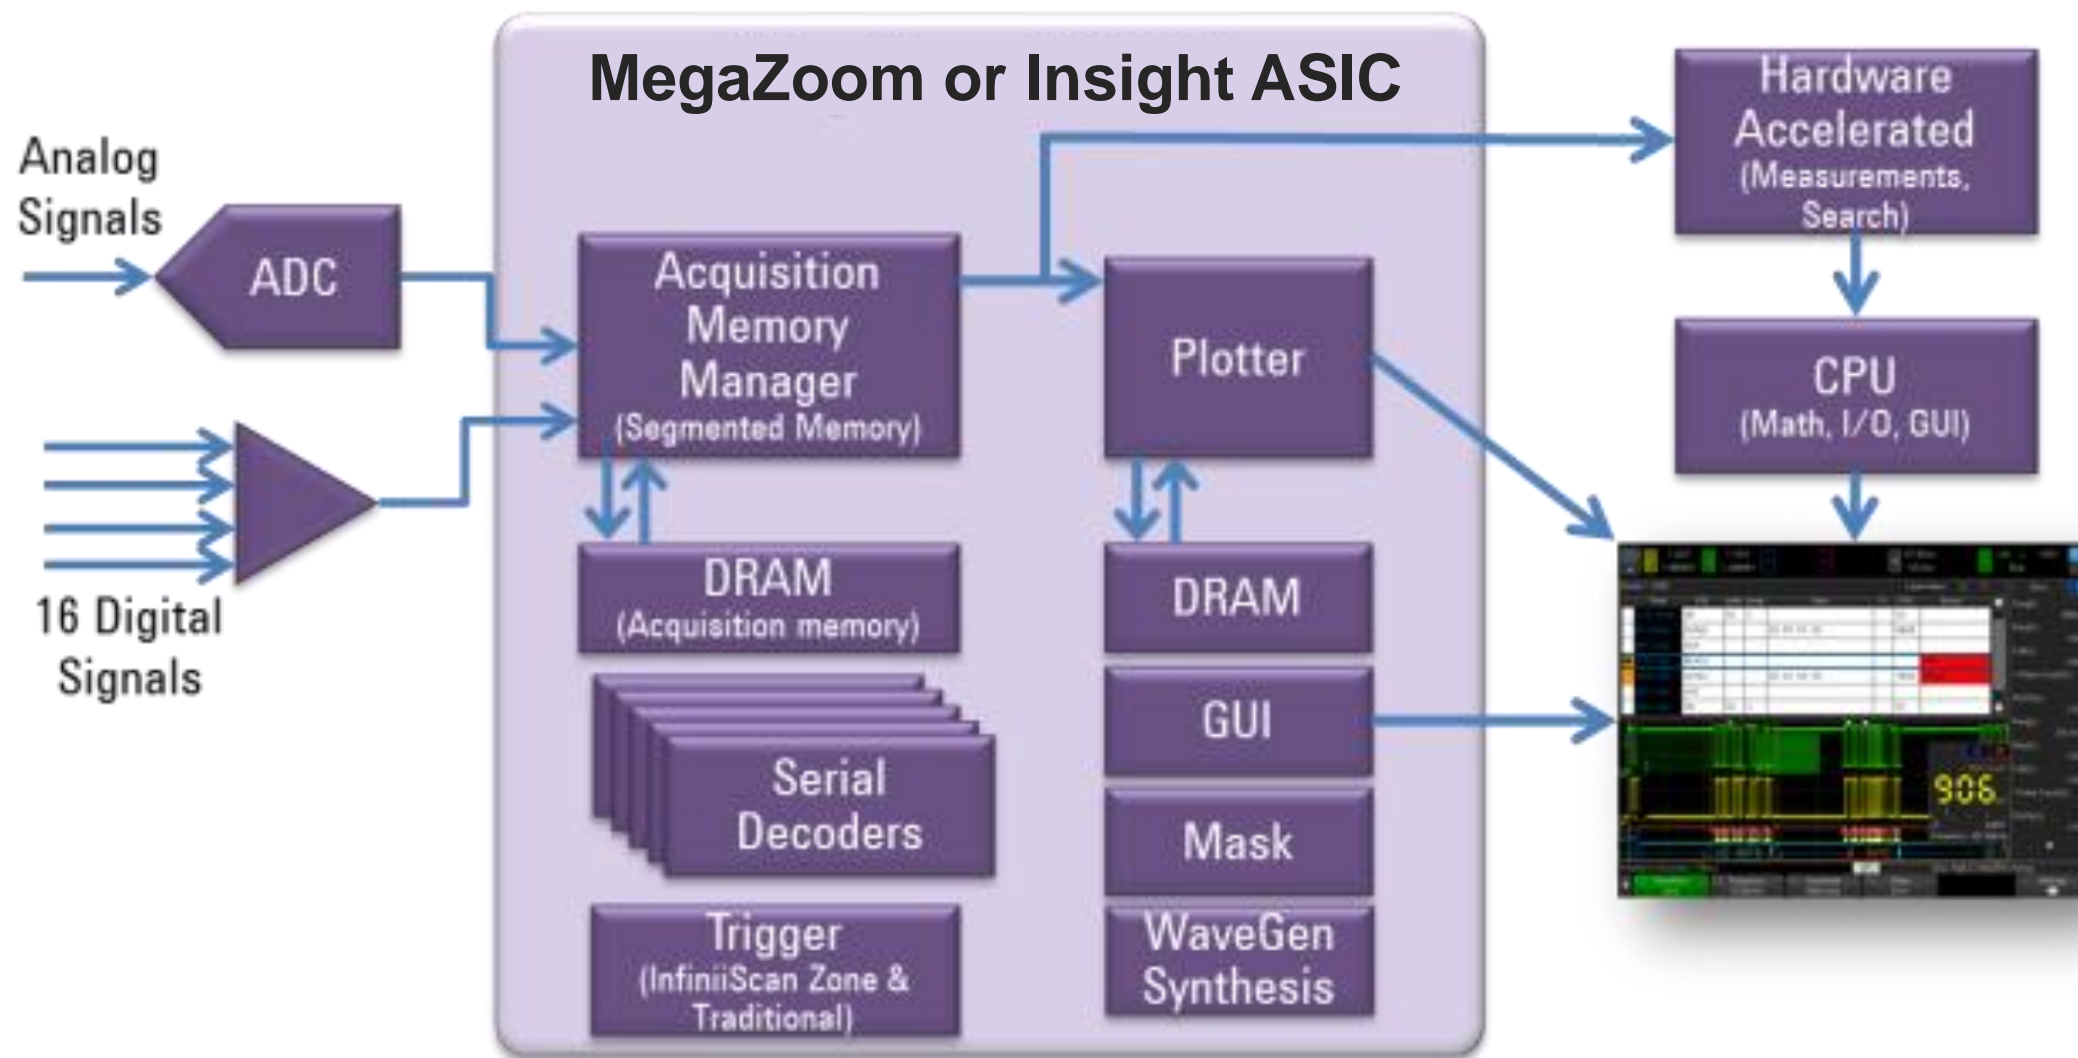 MegaZoom or Insight ASIC
Analog
Signals
ADC
16 Digital
Signals
Acquisition
Memory
Manager
(Segmented Memory)
DRAM
(Acquisition memory)
Serial
Decoders
Trigger
(InfiniiScan Zone &
Traditional)
Plotter
DRAM
GUI
Mask
WaveGen
Synthesis
Hardware
Accelerated
(Measurements,
Search)
CPU
(Math, I/O, GUI)
906